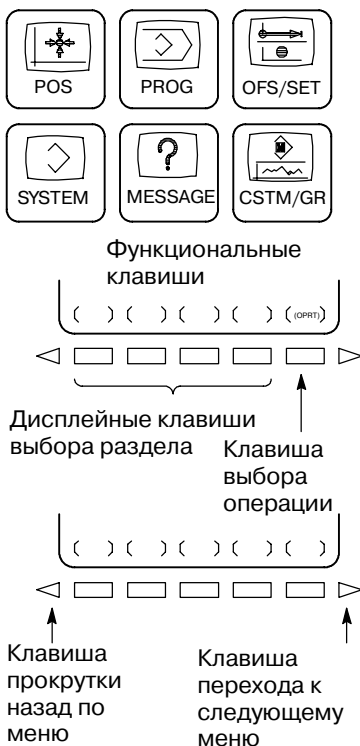 POS PROG OFS/SET
SYSTEM MESSAGE CSTM/GR
Функциональные
клавиши
( ) ( ) ( ) ( ) ( (OPRT) )
Дисплейные клавиши
выбора раздела
Клавиша
выбора
операции
( ) ( ) ( ) ( ) ( )
Клавиша
прокрутки
назад по
меню
Клавиша
перехода к
следующему
меню